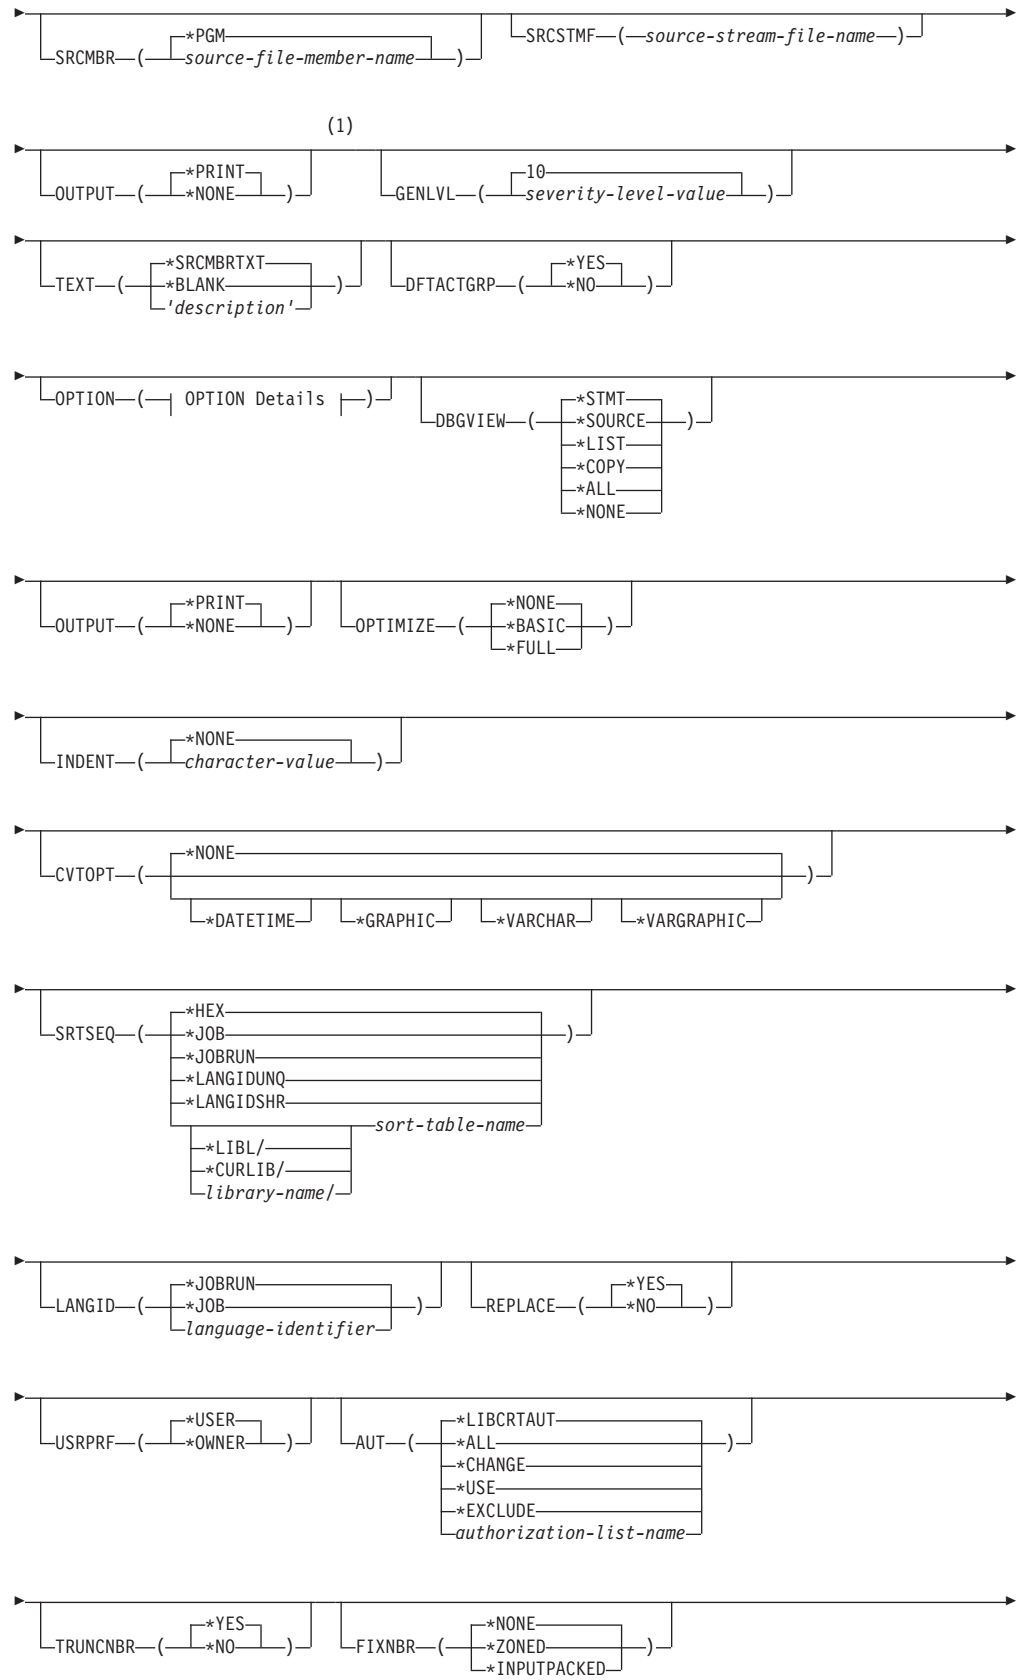 *PGM
SRCMBR ( source-file-member-name )
SRCSTMF ( source-stream-file-name )
(1)
*PRINT
OUTPUT ( *NONE )
10
GENLVL ( severity-level-value )
*SRCMBRTXT
TEXT ( *BLANK )
'description'
*YES
DFTACTGRP ( *NO )
OPTION ( OPTION Details )
*STMT
DBGVIEW ( *SOURCE )
*LIST
*COPY
*ALL
*NONE
*PRINT
OUTPUT ( *NONE )
*NONE
OPTIMIZE ( *BASIC )
*FULL
*NONE
INDENT ( character-value )
*NONE
CVTOPT ( )
*DATETIME *GRAPHIC *VARCHAR *VARGRAPHIC
*HEX
SRTSEQ ( *JOB )
*JOBRUN
*LANGIDUNQ
*LANGIDSHR
sort-table-name
*LIBL/
*CURLIB/
library-name/
*JOBRUN
LANGID ( *JOB )
language-identifier
*YES
REPLACE ( *NO )
*USER
USRPRF ( *OWNER )
*LIBCRTAUT
AUT ( *ALL )
*CHANGE
*USE
*EXCLUDE
authorization-list-name
*YES
TRUNCNBR ( *NO )
*NONE
FIXNBR ( *ZONED )
*INPUTPACKED